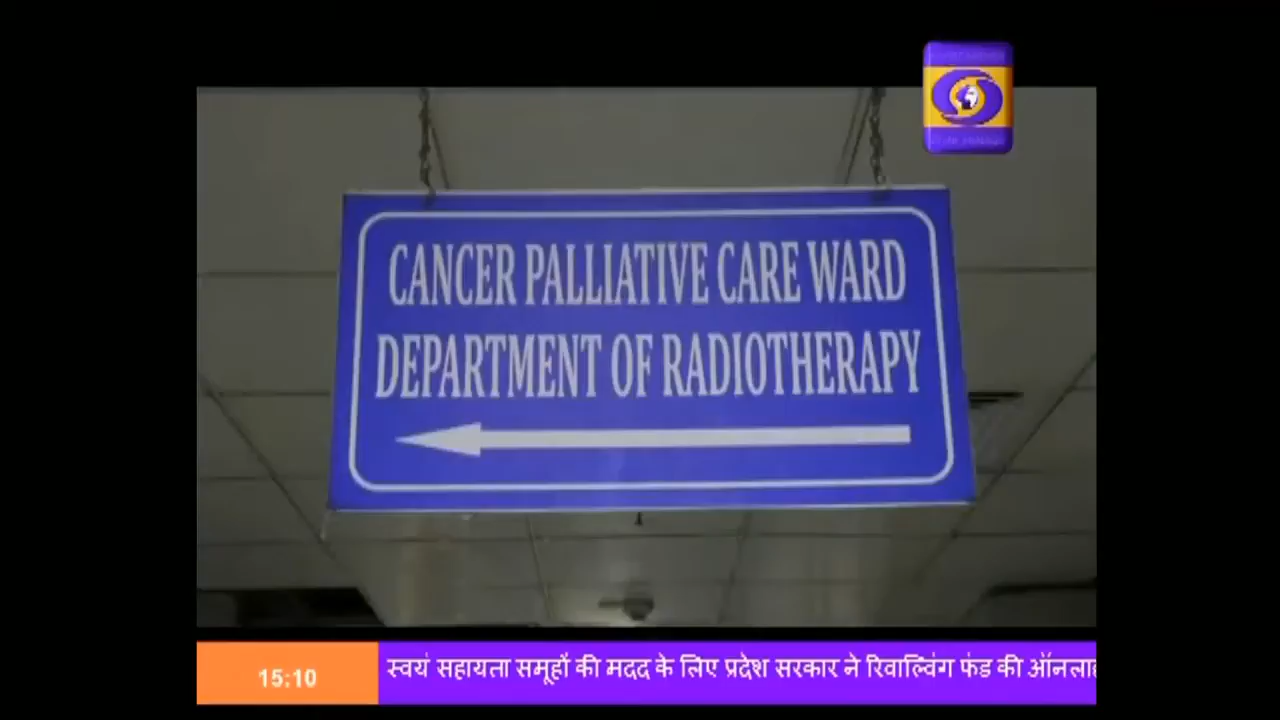 CANCER PALLIATIVE CARE WARD
DEPARTMENT OF RADIOTHERAPY
15:10
स्वयं सहायता समूहों की मदद के लिए प्रदेश सरकार ने रिवाल्विंग फंड की